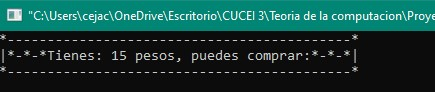 "C:\Users\cejac\OneDrive\Escritorio\CUCEI 3\Teoria de la computacion\Proye
*-------------------------------------------*
|*-*-*Tienes: 15 pesos, puedes comprar:*-*-*|
*-------------------------------------------*